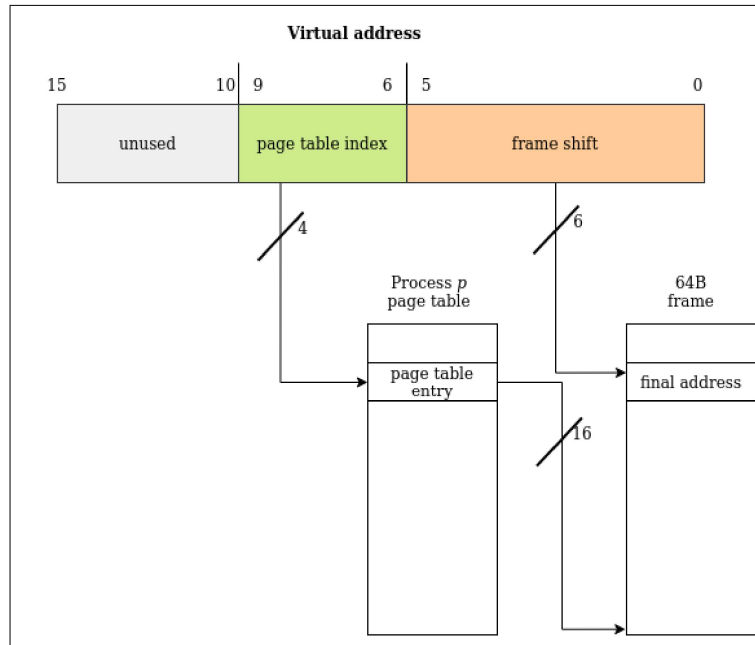 Virtual address
15 10 9 6 5 0
unused page table index frame shift
4 6
Process p 64B
page table frame
page table
entry
final address
16